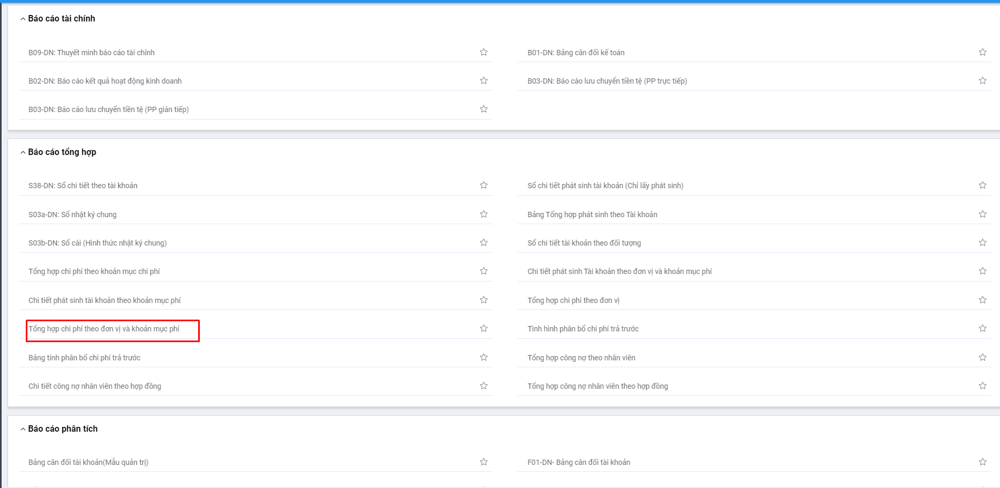 Báo cáo tài chính
B09-DN: Thuyết minh báo cáo tài chính
B01-DN: Bảng cân đối kế toán
B02-DN: Báo cáo kết quả hoạt động kinh doanh
B03-DN: Báo cáo lưu chuyển tiền tệ (PP trực tiếp)
B03-DN: Báo cáo lưu chuyển tiền tệ (PP gián tiếp)
Báo cáo tổng hợp
S38-DN: Sổ chi tiết theo tài khoản
Sổ chi tiết phát sinh tài khoản (Chỉ lấy phát sinh)
S03a-DN: Sổ nhật ký chung
Bảng Tổng hợp phát sinh theo Tài khoản
S03b-DN: Sổ cái (Hình thức nhật ký chung)
Sổ chi tiết tài khoản theo đối tượng
Tổng hợp chi phí theo khoản mục chi phí
Chi tiết phát sinh Tài khoản theo đơn vị và khoản mục phí
Chi tiết phát sinh tài khoản theo khoản mục phí
Tổng hợp chi phí theo đơn vị
Tổng hợp chi phí theo đơn vị và khoản mục phí
Tình hình phân bổ chi phí trả trước
Bảng tính phân bổ chi phí trả trước
Tổng hợp công nợ theo nhân viên
Chi tiết công nợ nhân viên theo hợp đồng
Tổng hợp công nợ nhân viên theo hợp đồng
Báo cáo phân tích
Bảng cân đối tài khoản(Mẫu quản trị)
F01-DN- Bảng cân đối tài khoản